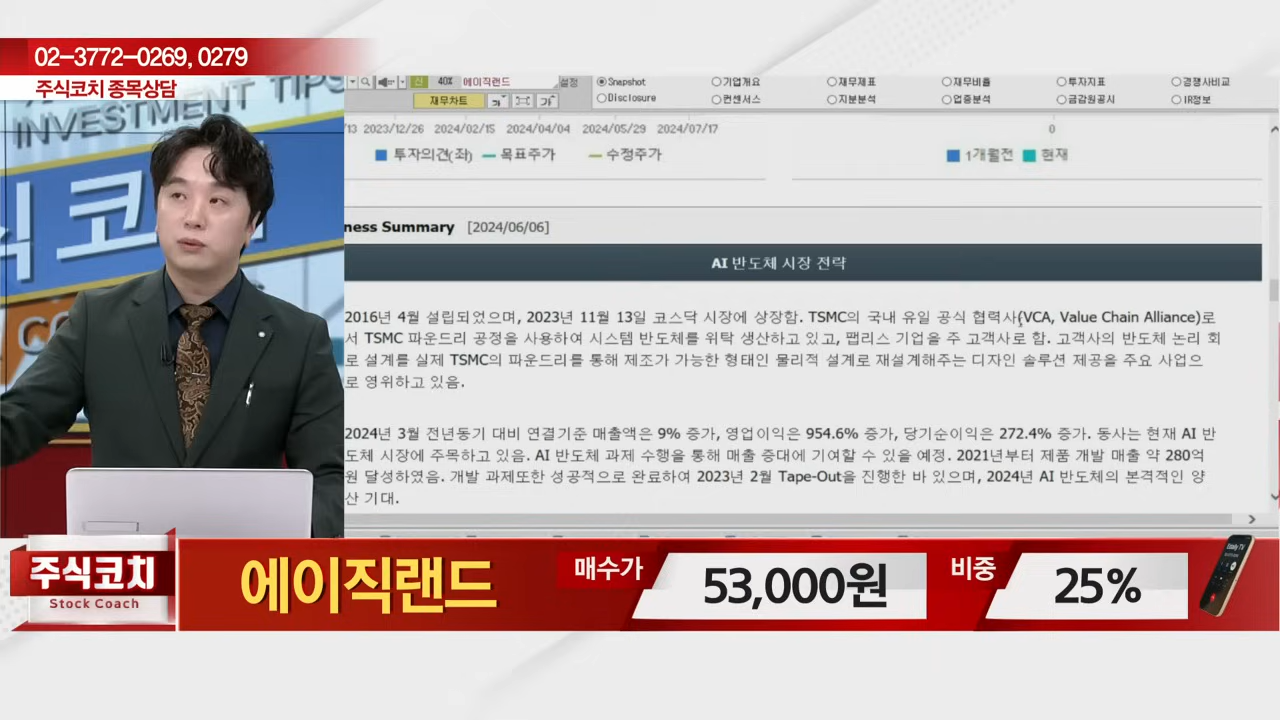 02-3772-0269, 0279
주식코치 종목상담
INVESTMENT TIPS
식코
신 40% 에이직랜드 설정
Snapshot 기업개요 재무제표 재무비율 투자지표 경쟁사비교
Disclosure 컨센서스 지분분석 업종분석 금감원공시 IR정보
재무차트
/13 2023/12/26 2024/02/15 2024/04/04 2024/05/29 2024/07/17
0
투자의견(좌) 목표주가 수정주가
1개월전 현재
ness Summary [2024/06/06]
AI 반도체 시장 전략
2016년 4월 설립되었으며, 2023년 11월 13일 코스닥 시장에 상장함. TSMC의 국내 유일 공식 협력사(VCA, Value Chain Alliance)로
서 TSMC 파운드리 공정을 사용하여 시스템 반도체를 위탁 생산하고 있고, 팹리스 기업을 주 고객사로 함. 고객사의 반도체 논리 회
로 설계를 실제 TSMC의 파운드리를 통해 제조가 가능한 형태인 물리적 설계로 재설계해주는 디자인 솔루션 제공을 주요 사업으
로 영위하고 있음.
2024년 3월 전년동기 대비 연결기준 매출액은 9% 증가, 영업이익은 954.6% 증가, 당기순이익은 272.4% 증가. 동사는 현재 AI 반
도체 시장에 주목하고 있음. AI 반도체 과제 수행을 통해 매출 증대에 기여할 수 있을 예정. 2021년부터 제품 개발 매출 약 280억
원 달성하였음. 개발 과제또한 성공적으로 완료하여 2023년 2월 Tape-Out을 진행한 바 있으며, 2024년 AI 반도체의 본격적인 양
산 기대.
주식코치
Stock Coach
에이직랜드
매수가
53,000원
비중
25%